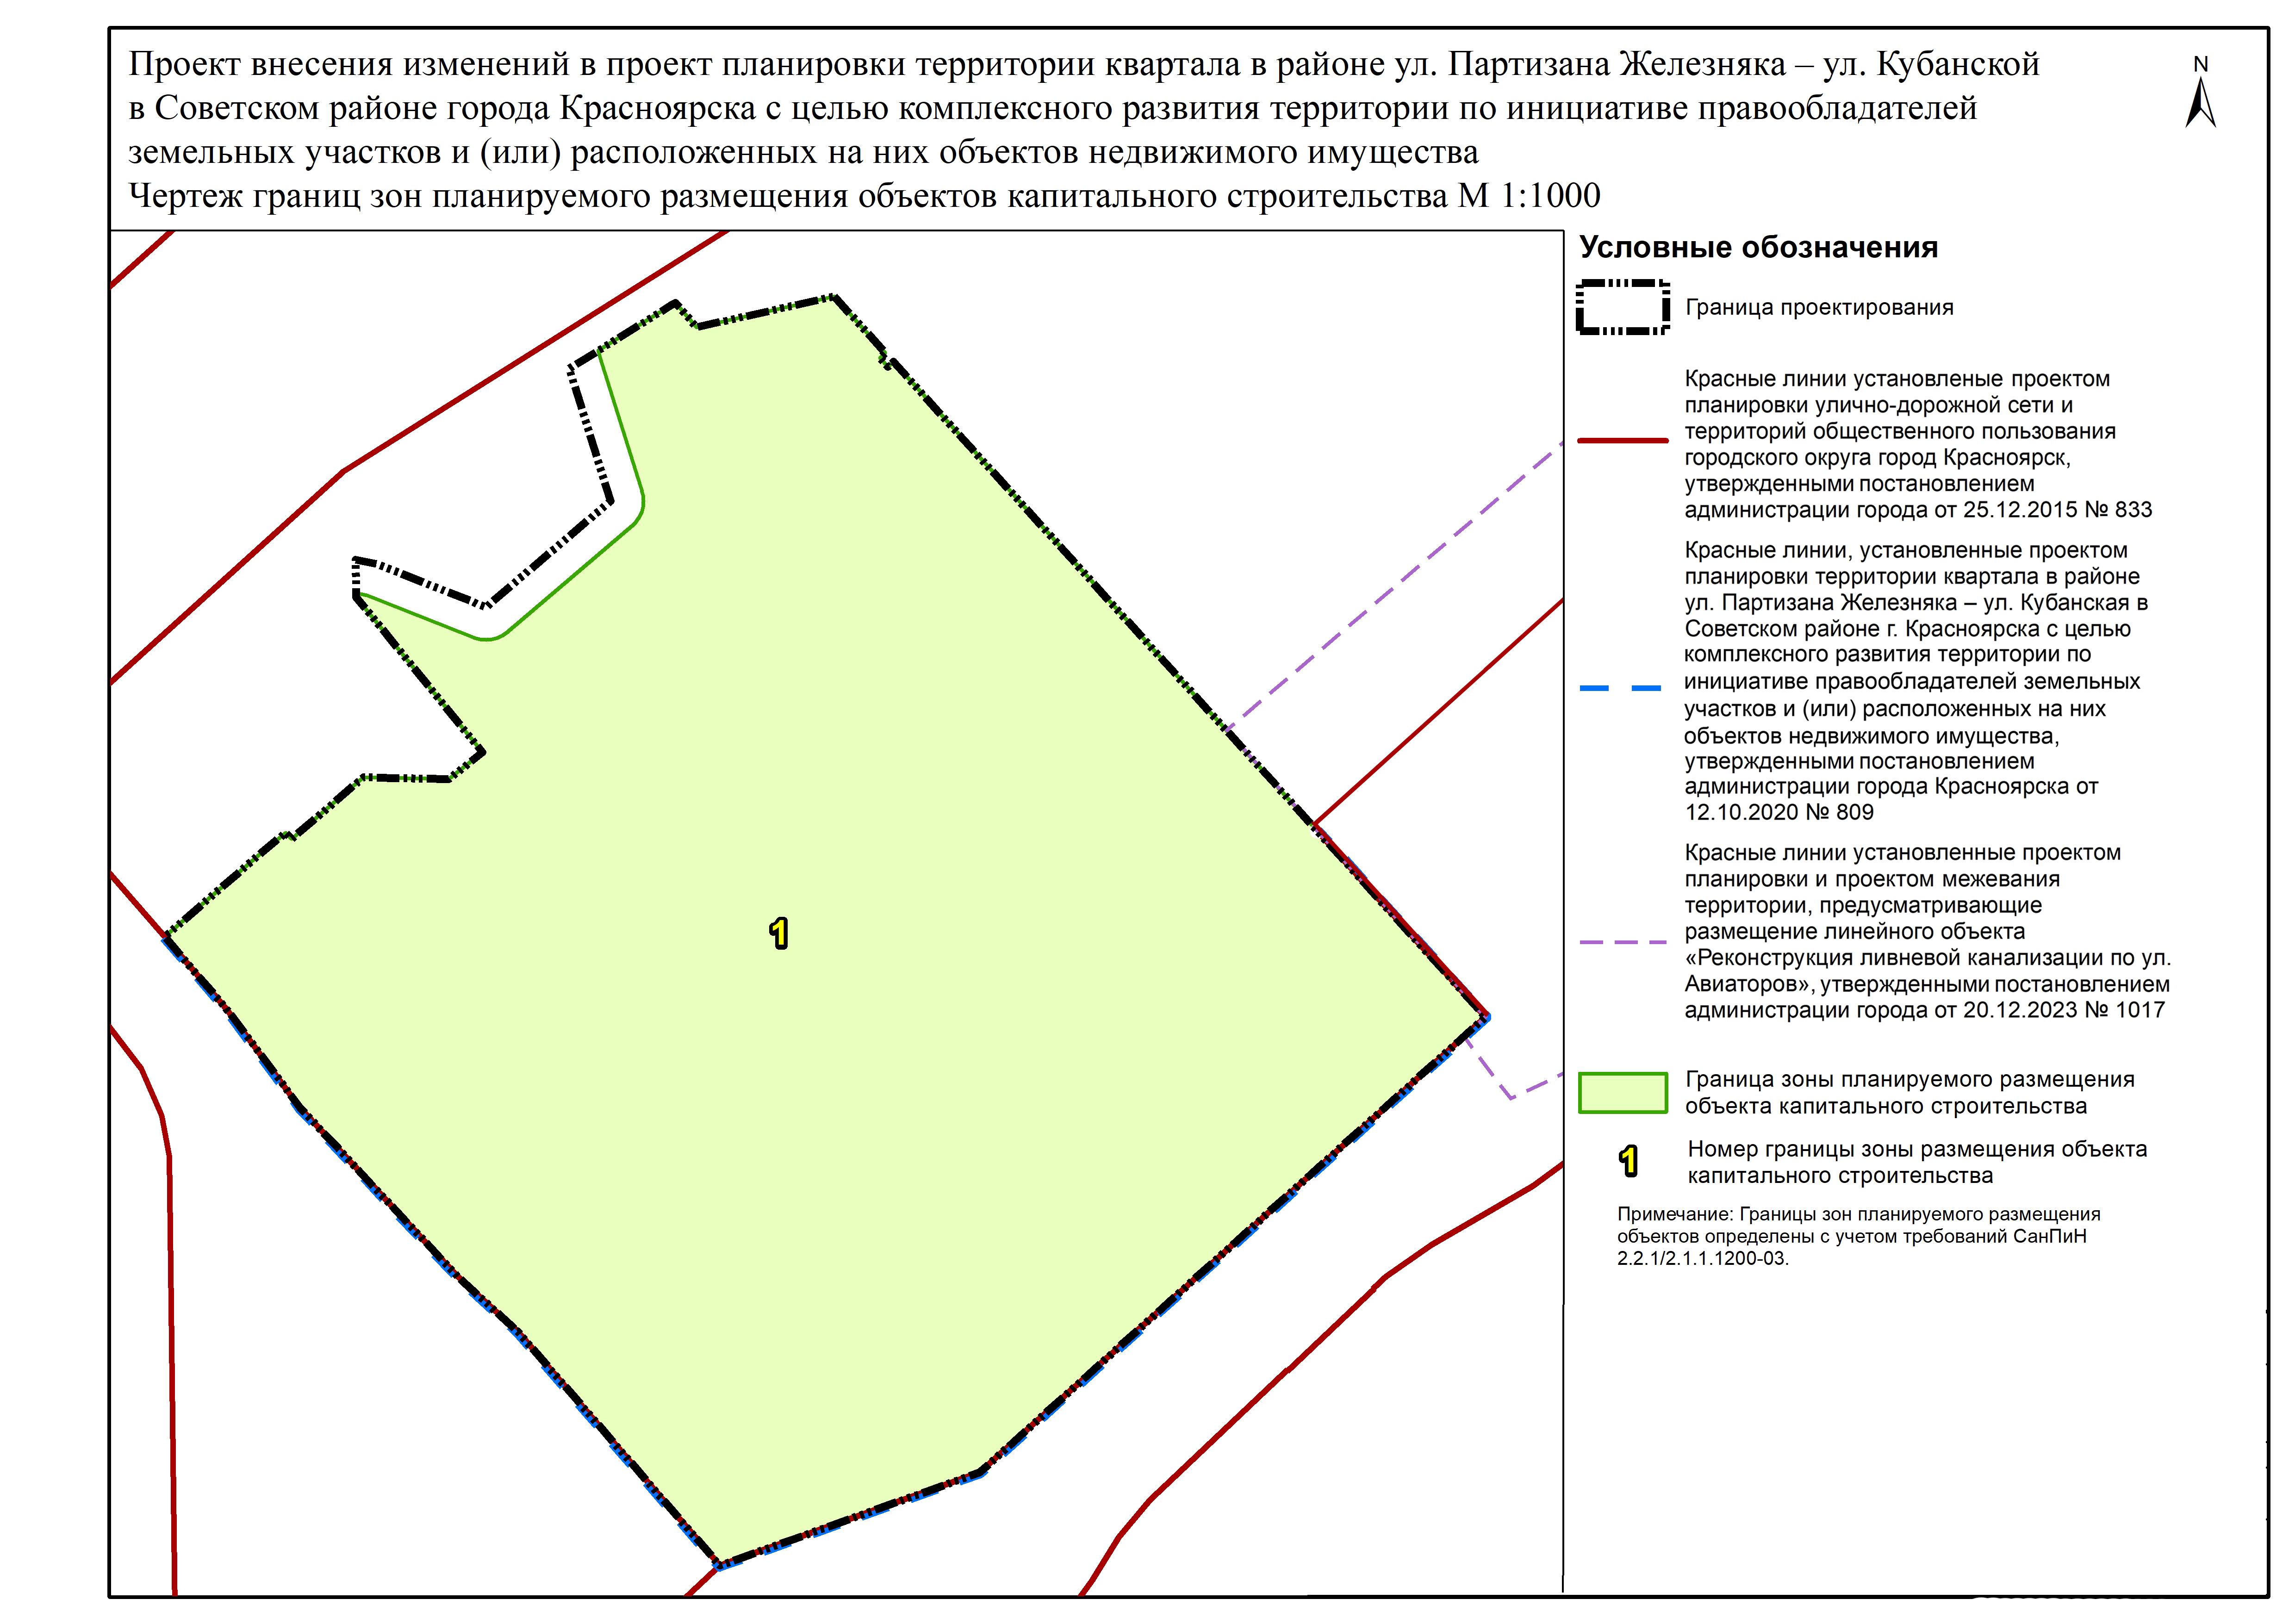 Проект внесения изменений в проект планировки территории квартала в районе ул. Партизана Железняка – ул. Кубанской
в Советском районе города Красноярска с целью комплексного развития территории по инициативе правообладателей
земельных участков и (или) расположенных на них объектов недвижимого имущества
Чертеж границ зон планируемого размещения объектов капитального строительства М 1:1000
N
Условные обозначения
Граница проектирования
Красные линии установленые проектом
планировки улично-дорожной сети и
территорий общественного пользования
городского округа город Красноярск,
утвержденными постановлением
администрации города от 25.12.2015 № 833
Красные линии, установленные проектом
планировки территории квартала в районе
ул. Партизана Железняка – ул. Кубанская в
Советском районе г. Красноярска с целью
комплексного развития территории по
инициативе правообладателей земельных
участков и (или) расположенных на них
объектов недвижимого имущества,
утвержденными постановлением
администрации города Красноярска от
12.10.2020 № 809
Красные линии установленные проектом
планировки и проектом межевания
территории, предусматривающие
размещение линейного объекта
«Реконструкция ливневой канализации по ул.
Авиаторов», утвержденными постановлением
администрации города от 20.12.2023 № 1017
Граница зоны планируемого размещения
объекта капитального строительства
1
Номер границы зоны размещения объекта
капитального строительства
Примечание: Границы зон планируемого размещения
объектов определены с учетом требований СанПиН
2.2.1/2.1.1.1200-03.
1